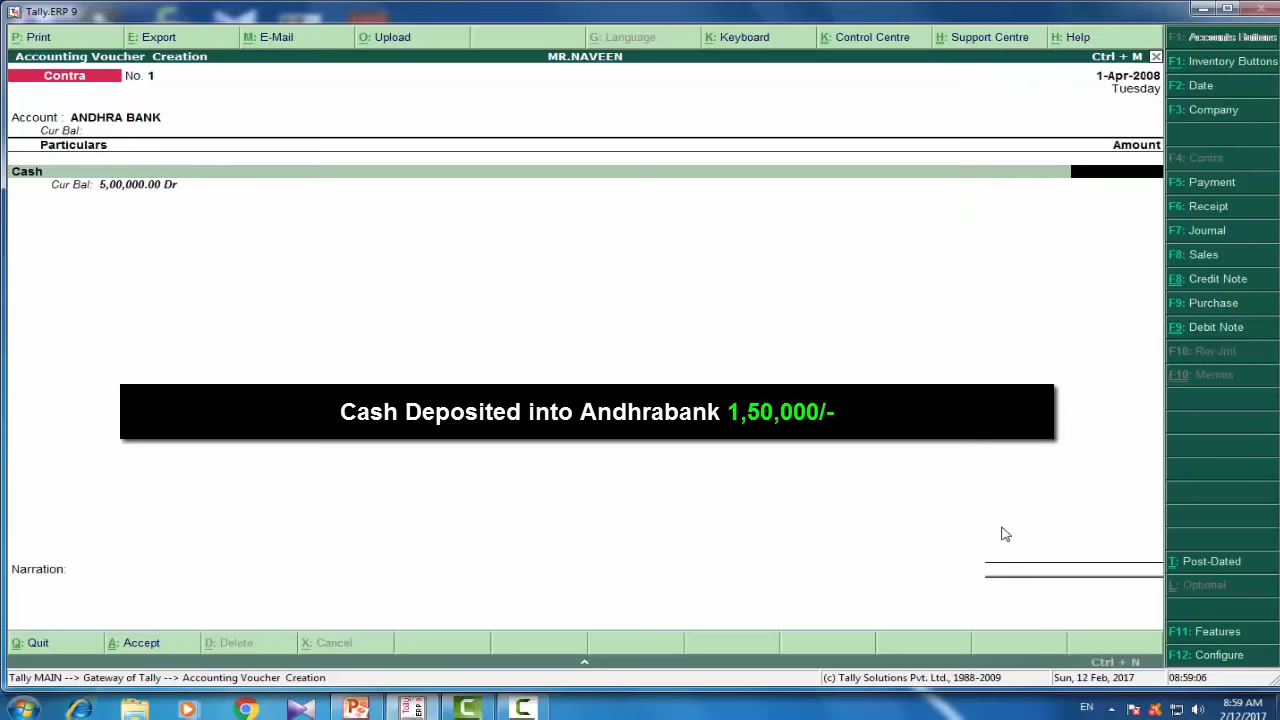 Tally.ERP 9
P: Print E: Export M: E-Mail O: Upload G: Language K: Keyboard K: Control Centre H: Support Centre H: Help
Accounting Voucher Creation MR.NAVEEN Ctrl + M
Contra No. 1 1-Apr-2008
Tuesday
Account : ANDHRA BANK
Cur Bal:
Particulars Amount
Cash
Cur Bal: 5,00,000.00 Dr
Cash Deposited into Andhrabank 1,50,000/-
Narration:
F1: Inventory Buttons
F2: Date
F3: Company
F4: Contra
F5: Payment
F6: Receipt
F7: Journal
F8: Sales
F8: Credit Note
F9: Purchase
F9: Debit Note
F10: Rev Jrnl
F10: Memos
T: Post-Dated
L: Optional
F11: Features
F12: Configure
Q: Quit A: Accept D: Delete X: Cancel
Ctrl + N
Tally MAIN --> Gateway of Tally --> Accounting Voucher Creation (c) Tally Solutions Pvt. Ltd., 1988-2009 Sun, 12 Feb, 2017 08:59:06
EN 8:59 AM
2/12/2017